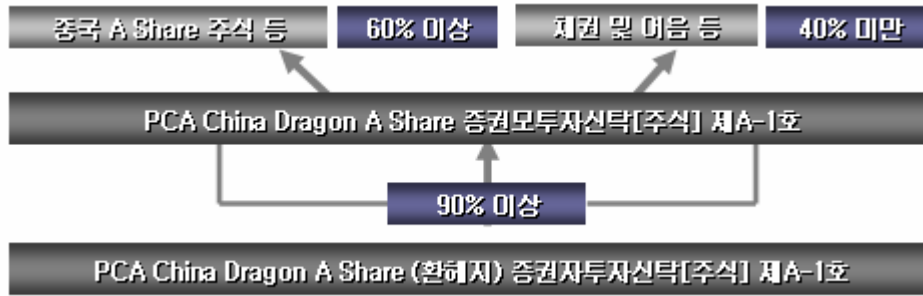 중국 A Share 주식 등 60% 이상 채권 및 어음 등 40% 미만
PCA China Dragon A Share 증권모투자신탁[주식] 제A-1호
90% 이상
PCA China Dragon A Share (환헤지) 증권자투자신탁[주식] 제A-1호